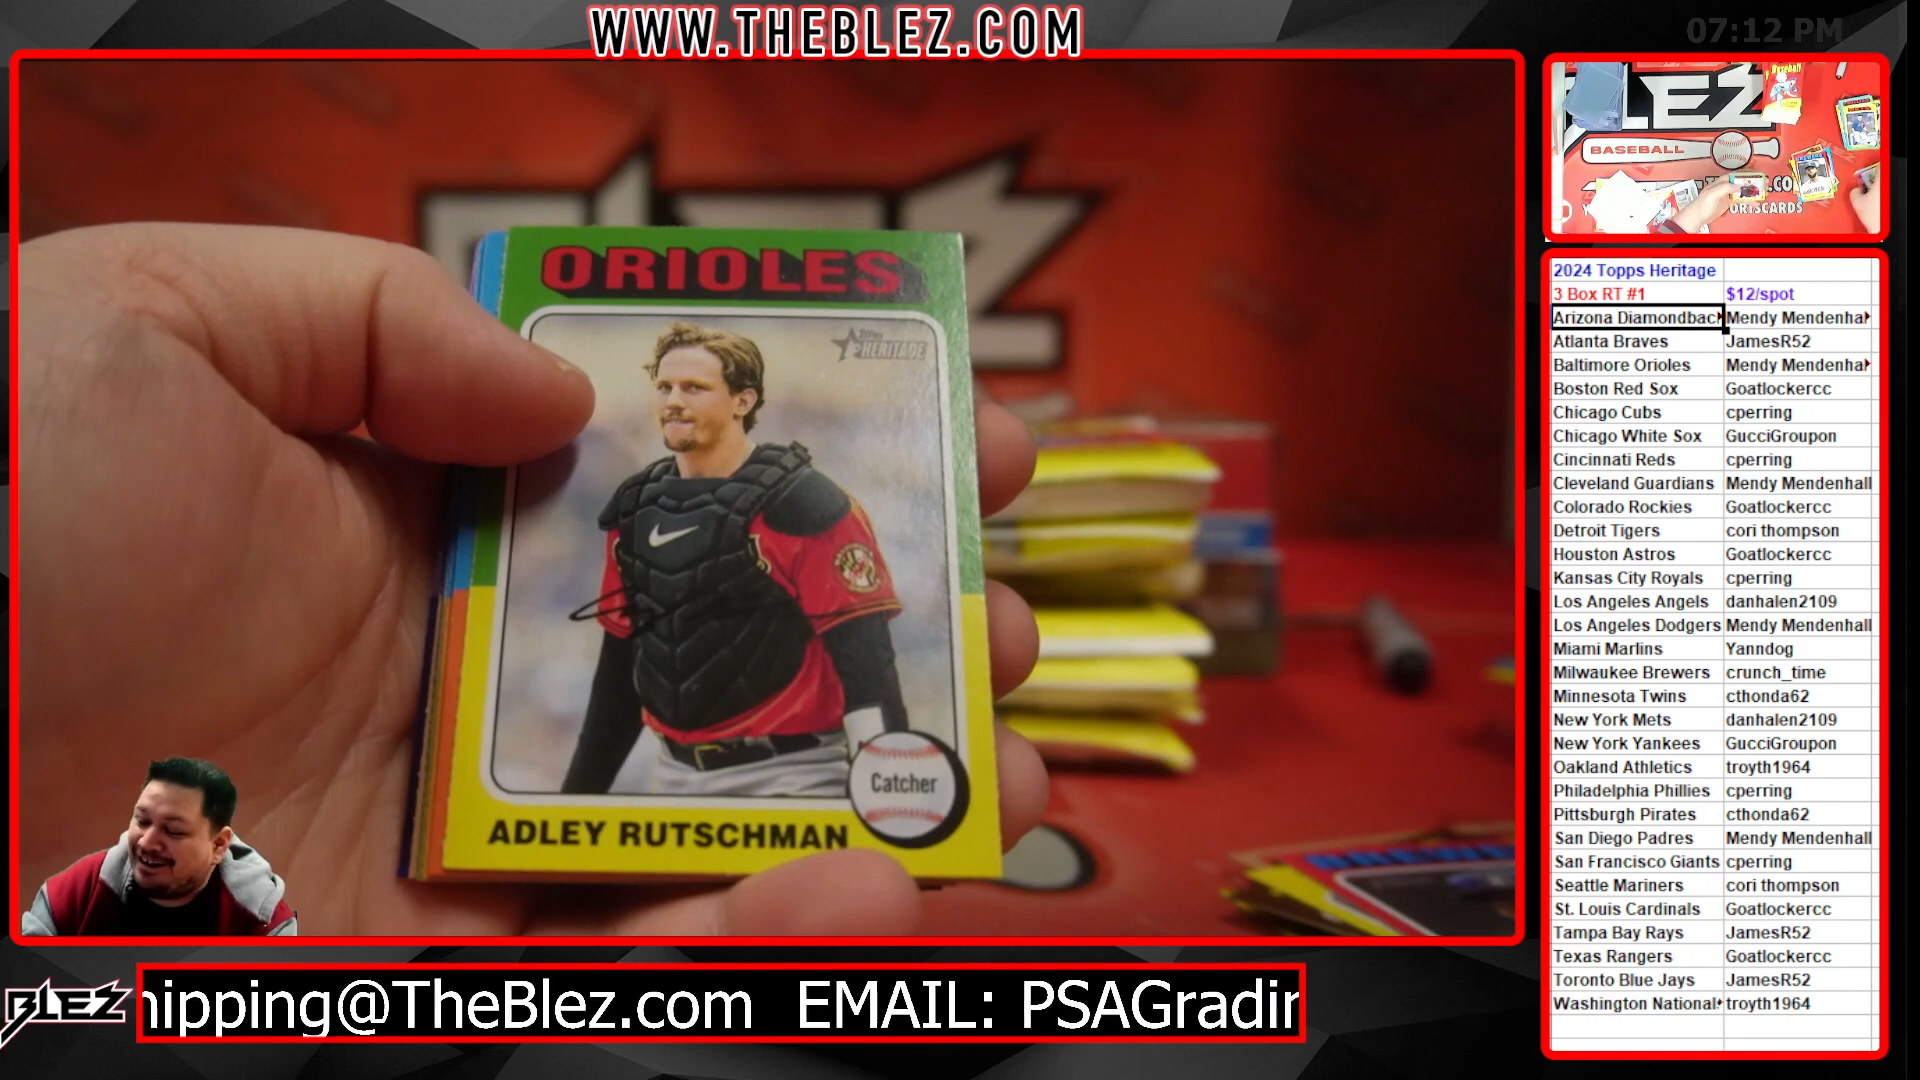 WWW.THEBLEZ.COM
07:12 PM
ORIOLES
HERITAGE
Catcher
ADLEY RUTSCHMAN
BLEZ
BASEBALL
2024 Topps Heritage
3 Box RT #1 $12/spot
Arizona Diamondbac Mendy Mendenhal
Atlanta Braves JamesR52
Baltimore Orioles Mendy Mendenhal
Boston Red Sox Goatlockercc
Chicago Cubs cperring
Chicago White Sox GucciGroupon
Cincinnati Reds cperring
Cleveland Guardians Mendy Mendenhall
Colorado Rockies Goatlockercc
Detroit Tigers cori thompson
Houston Astros Goatlockercc
Kansas City Royals cperring
Los Angeles Angels danhalen2109
Los Angeles Dodgers Mendy Mendenhall
Miami Marlins Yanndog
Milwaukee Brewers crunch_time
Minnesota Twins cthonda62
New York Mets danhalen2109
New York Yankees GucciGroupon
Oakland Athletics troyth1964
Philadelphia Phillies cperring
Pittsburgh Pirates cthonda62
San Diego Padres Mendy Mendenhall
San Francisco Giants cperring
Seattle Mariners cori thompson
St. Louis Cardinals Goatlockercc
Tampa Bay Rays JamesR52
Texas Rangers Goatlockercc
Toronto Blue Jays JamesR52
Washington National troyth1964
BLEZ
hipping@TheBlez.com EMAIL: PSAGradin